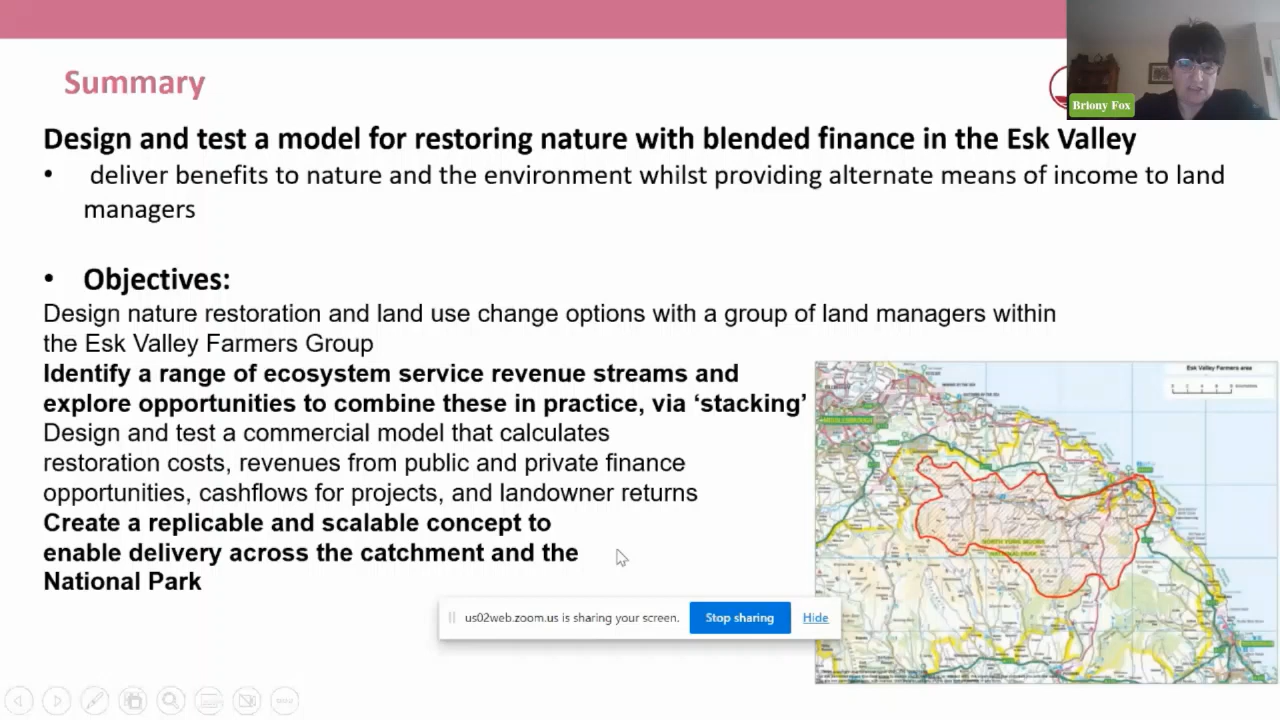 Summary
Briony Fox
Design and test a model for restoring nature with blended finance in the Esk Valley
• deliver benefits to nature and the environment whilst providing alternate means of income to land
managers
• Objectives:
Design nature restoration and land use change options with a group of land managers within
the Esk Valley Farmers Group
Identify a range of ecosystem service revenue streams and
explore opportunities to combine these in practice, via ‘stacking’
Design and test a commercial model that calculates
restoration costs, revenues from public and private finance
opportunities, cashflows for projects, and landowner returns
Create a replicable and scalable concept to
enable delivery across the catchment and the
National Park
Esk Valley Farmers area
NORTH YORK MOORS
NATIONAL PARK
us02web.zoom.us is sharing your screen. Stop sharing Hide